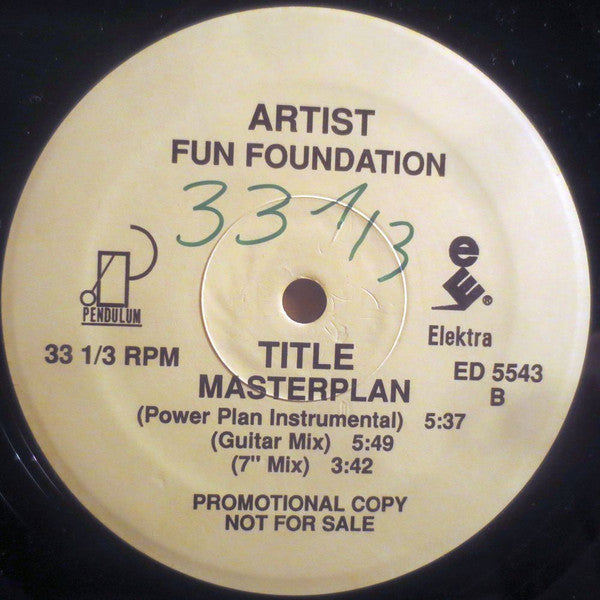 ARTIST
FUN FOUNDATION
33 1/3
PENDULUM
e
Elektra
33 1/3 RPM
ED 5543
B
TITLE
MASTERPLAN
(Power Plan Instrumental) 5:37
(Guitar Mix) 5:49
(7" Mix) 3:42
PROMOTIONAL COPY
NOT FOR SALE